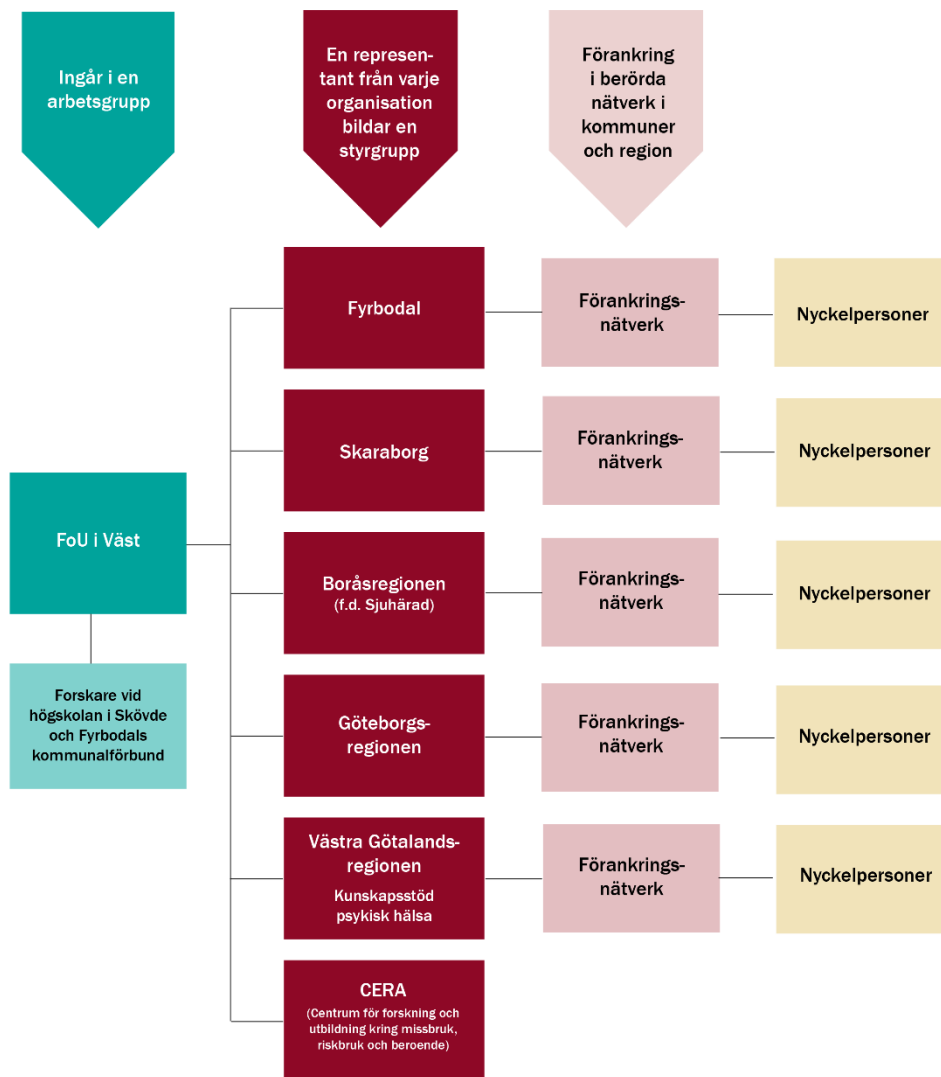 Ingår i en
arbetsgrupp
En represen-
tant från varje
organisation
bildar en
styrgrupp
Förankring
i berörda
nätverk i
kommuner
och region
Fyrbodal
Förankrings-
nätverk
Nyckelpersoner
Skaraborg
Förankrings-
nätverk
Nyckelpersoner
FoU i Väst
Boråsregionen
(f.d. Sjuhärad)
Förankrings-
nätverk
Nyckelpersoner
Forskare vid
högskolan i Skövde
och Fyrbodals
kommunalförbund
Göteborgs-
regionen
Förankrings-
nätverk
Nyckelpersoner
Västra Götalands-
regionen
Kunskapsstöd
psykisk hälsa
Förankrings-
nätverk
Nyckelpersoner
CERA
(Centrum för forskning och
utbildning kring missbruk,
riskbruk och beroende)